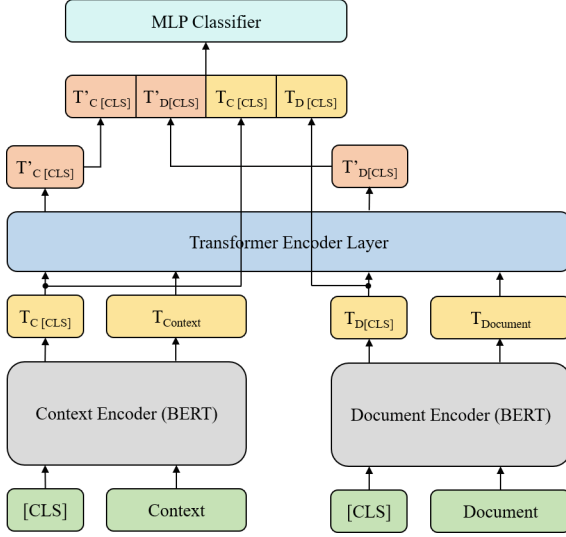 MLP Classifier
T’C [CLS] T’D[CLS] TC [CLS] TD [CLS]
T’C [CLS] T’D[CLS]
Transformer Encoder Layer
TC [CLS] TContext TD[CLS] TDocument
Context Encoder (BERT) Document Encoder (BERT)
[CLS] Context [CLS] Document